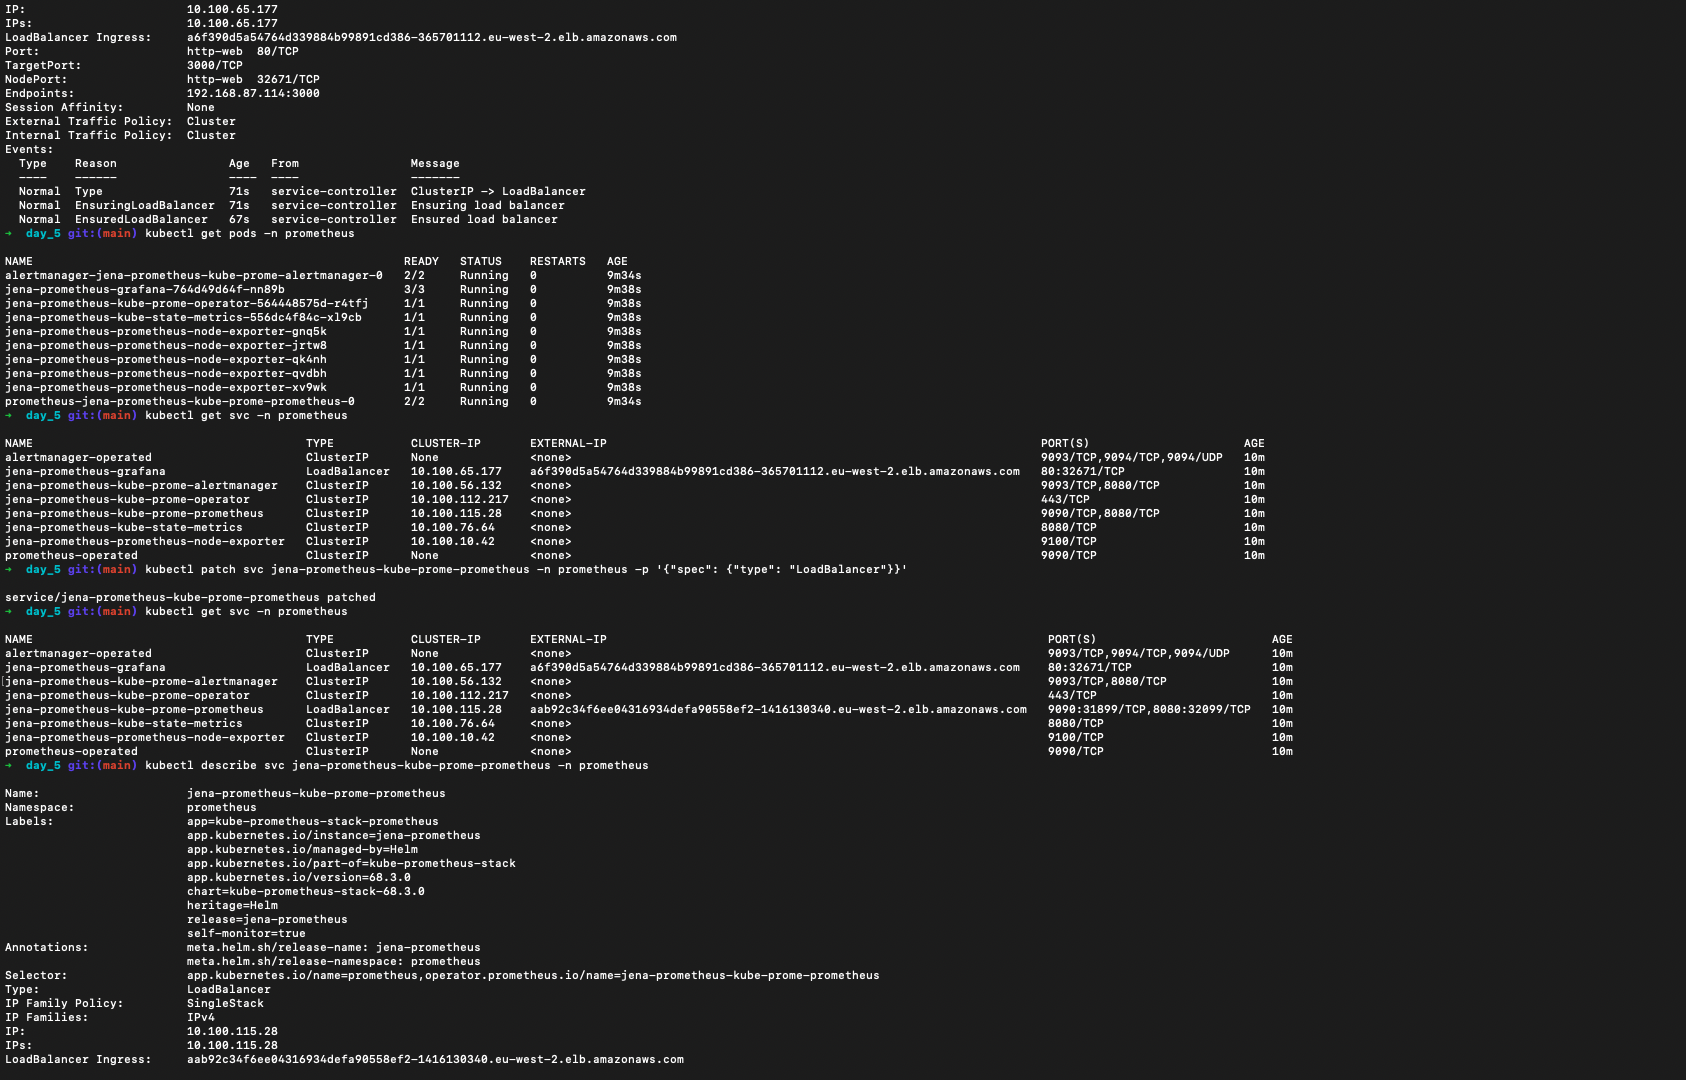 IP:                       10.100.65.177
IPs:                      10.100.65.177
LoadBalancer Ingress:     a6f390d5a54764d339884b99891cd386-365701112.eu-west-2.elb.amazonaws.com
Port:                     http-web  80/TCP
TargetPort:               3000/TCP
NodePort:                 http-web  32671/TCP
Endpoints:                192.168.87.114:3000
Session Affinity:         None
External Traffic Policy:  Cluster
Internal Traffic Policy:  Cluster
Events:
  Type    Reason                Age   From                Message
  ----    ------                ----  ----                -------
  Normal  Type                  71s   service-controller  ClusterIP -> LoadBalancer
  Normal  EnsuringLoadBalancer  71s   service-controller  Ensuring load balancer
  Normal  EnsuredLoadBalancer   67s   service-controller  Ensured load balancer
→  day_5 git:(main) kubectl get pods -n prometheus
NAME                                                     READY   STATUS    RESTARTS   AGE
alertmanager-jena-prometheus-kube-prome-alertmanager-0   2/2     Running   0          9m34s
jena-prometheus-grafana-764d49d64f-nn89b                 3/3     Running   0          9m38s
jena-prometheus-kube-prome-operator-564448575d-r4tfj     1/1     Running   0          9m38s
jena-prometheus-kube-state-metrics-556dc4f84c-xl9cb      1/1     Running   0          9m38s
jena-prometheus-prometheus-node-exporter-gnq5k           1/1     Running   0          9m38s
jena-prometheus-prometheus-node-exporter-jrtw8           1/1     Running   0          9m38s
jena-prometheus-prometheus-node-exporter-qk4nh           1/1     Running   0          9m38s
jena-prometheus-prometheus-node-exporter-qvdbh           1/1     Running   0          9m38s
jena-prometheus-prometheus-node-exporter-xv9wk           1/1     Running   0          9m38s
prometheus-jena-prometheus-kube-prome-prometheus-0       2/2     Running   0          9m34s
→  day_5 git:(main) kubectl get svc -n prometheus
NAME                                       TYPE           CLUSTER-IP       EXTERNAL-IP                                                              PORT(S)                      AGE
alertmanager-operated                      ClusterIP      None             <none>                                                                   9093/TCP,9094/TCP,9094/UDP   10m
jena-prometheus-grafana                    LoadBalancer   10.100.65.177    a6f390d5a54764d339884b99891cd386-365701112.eu-west-2.elb.amazonaws.com   80:32671/TCP                 10m
jena-prometheus-kube-prome-alertmanager    ClusterIP      10.100.56.132    <none>                                                                   9093/TCP,8080/TCP            10m
jena-prometheus-kube-prome-operator        ClusterIP      10.100.112.217   <none>                                                                   443/TCP                      10m
jena-prometheus-kube-prome-prometheus      ClusterIP      10.100.115.28    <none>                                                                   9090/TCP,8080/TCP            10m
jena-prometheus-kube-state-metrics         ClusterIP      10.100.76.64     <none>                                                                   8080/TCP                     10m
jena-prometheus-prometheus-node-exporter   ClusterIP      10.100.10.42     <none>                                                                   9100/TCP                     10m
prometheus-operated                        ClusterIP      None             <none>                                                                   9090/TCP                     10m
→  day_5 git:(main) kubectl patch svc jena-prometheus-kube-prome-prometheus -n prometheus -p '{"spec": {"type": "LoadBalancer"}}'
service/jena-prometheus-kube-prome-prometheus patched
→  day_5 git:(main) kubectl get svc -n prometheus
NAME                                       TYPE           CLUSTER-IP       EXTERNAL-IP                                                               PORT(S)                         AGE
alertmanager-operated                      ClusterIP      None             <none>                                                                    9093/TCP,9094/TCP,9094/UDP      10m
jena-prometheus-grafana                    LoadBalancer   10.100.65.177    a6f390d5a54764d339884b99891cd386-365701112.eu-west-2.elb.amazonaws.com    80:32671/TCP                    10m
jena-prometheus-kube-prome-alertmanager    ClusterIP      10.100.56.132    <none>                                                                    9093/TCP,8080/TCP               10m
jena-prometheus-kube-prome-operator        ClusterIP      10.100.112.217   <none>                                                                    443/TCP                         10m
jena-prometheus-kube-prome-prometheus      LoadBalancer   10.100.115.28    aab92c34f6ee04316934defa90558ef2-1416130340.eu-west-2.elb.amazonaws.com   9090:31899/TCP,8080:32099/TCP   10m
jena-prometheus-kube-state-metrics         ClusterIP      10.100.76.64     <none>                                                                    8080/TCP                        10m
jena-prometheus-prometheus-node-exporter   ClusterIP      10.100.10.42     <none>                                                                    9100/TCP                        10m
prometheus-operated                        ClusterIP      None             <none>                                                                    9090/TCP                        10m
→  day_5 git:(main) kubectl describe svc jena-prometheus-kube-prome-prometheus -n prometheus
Name:                     jena-prometheus-kube-prome-prometheus
Namespace:                prometheus
Labels:                   app=kube-prometheus-stack-prometheus
                          app.kubernetes.io/instance=jena-prometheus
                          app.kubernetes.io/managed-by=Helm
                          app.kubernetes.io/part-of=kube-prometheus-stack
                          app.kubernetes.io/version=68.3.0
                          chart=kube-prometheus-stack-68.3.0
                          heritage=Helm
                          release=jena-prometheus
                          self-monitor=true
Annotations:              meta.helm.sh/release-name: jena-prometheus
                          meta.helm.sh/release-namespace: prometheus
Selector:                 app.kubernetes.io/name=prometheus,operator.prometheus.io/name=jena-prometheus-kube-prome-prometheus
Type:                     LoadBalancer
IP Family Policy:         SingleStack
IP Families:              IPv4
IP:                       10.100.115.28
IPs:                      10.100.115.28
LoadBalancer Ingress:     aab92c34f6ee04316934defa90558ef2-1416130340.eu-west-2.elb.amazonaws.com